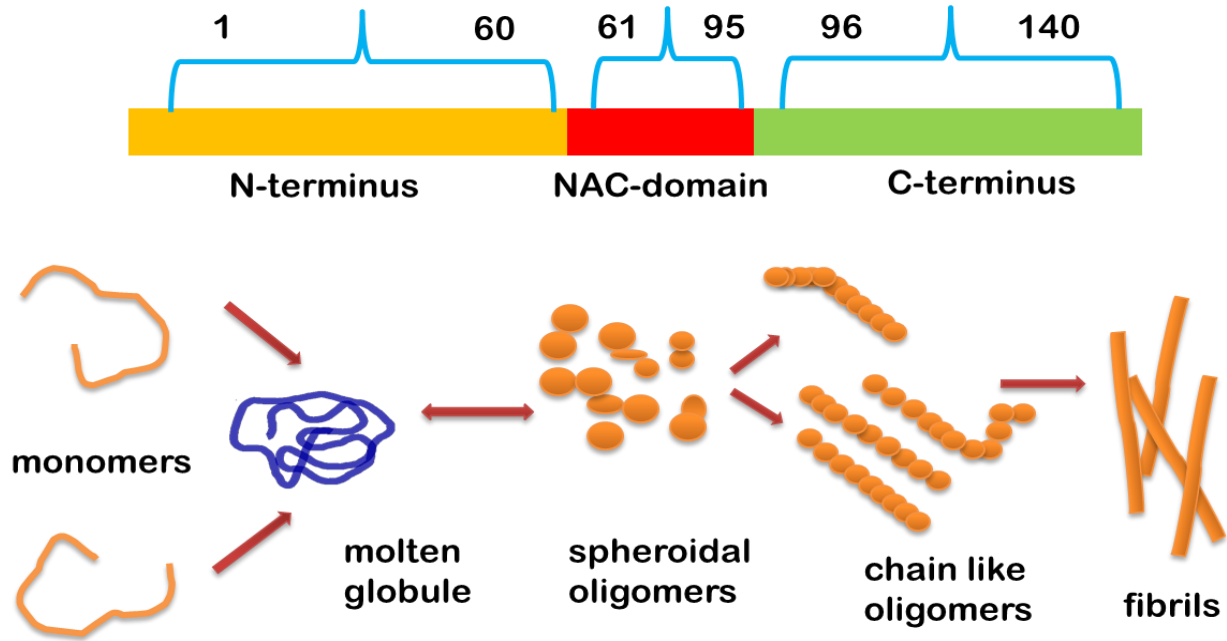 1 60 61 95 96 140
N-terminus NAC-domain C-terminus
monomers
molten
globule
spheroidal
oligomers
chain like
oligomers
fibrils